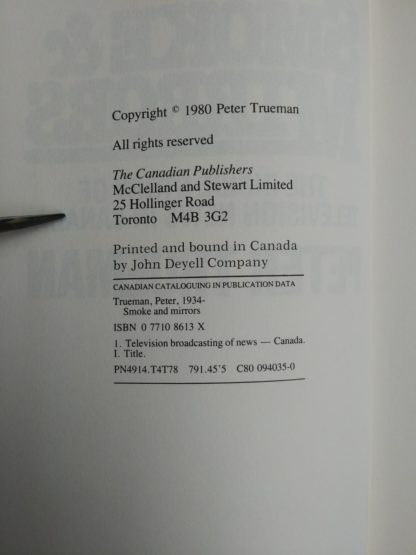 Copyright © 1980 Peter Trueman
All rights reserved
The Canadian Publishers
McClelland and Stewart Limited
25 Hollinger Road
Toronto M4B 3G2
Printed and bound in Canada
by John Deyell Company
CANADIAN CATALOGUING IN PUBLICATION DATA
Trueman, Peter, 1934-
Smoke and mirrors
ISBN 0 7710 8613 X
1. Television broadcasting of news — Canada.
I. Title.
PN4914.T4T78 791.45'5 C80 094035-0